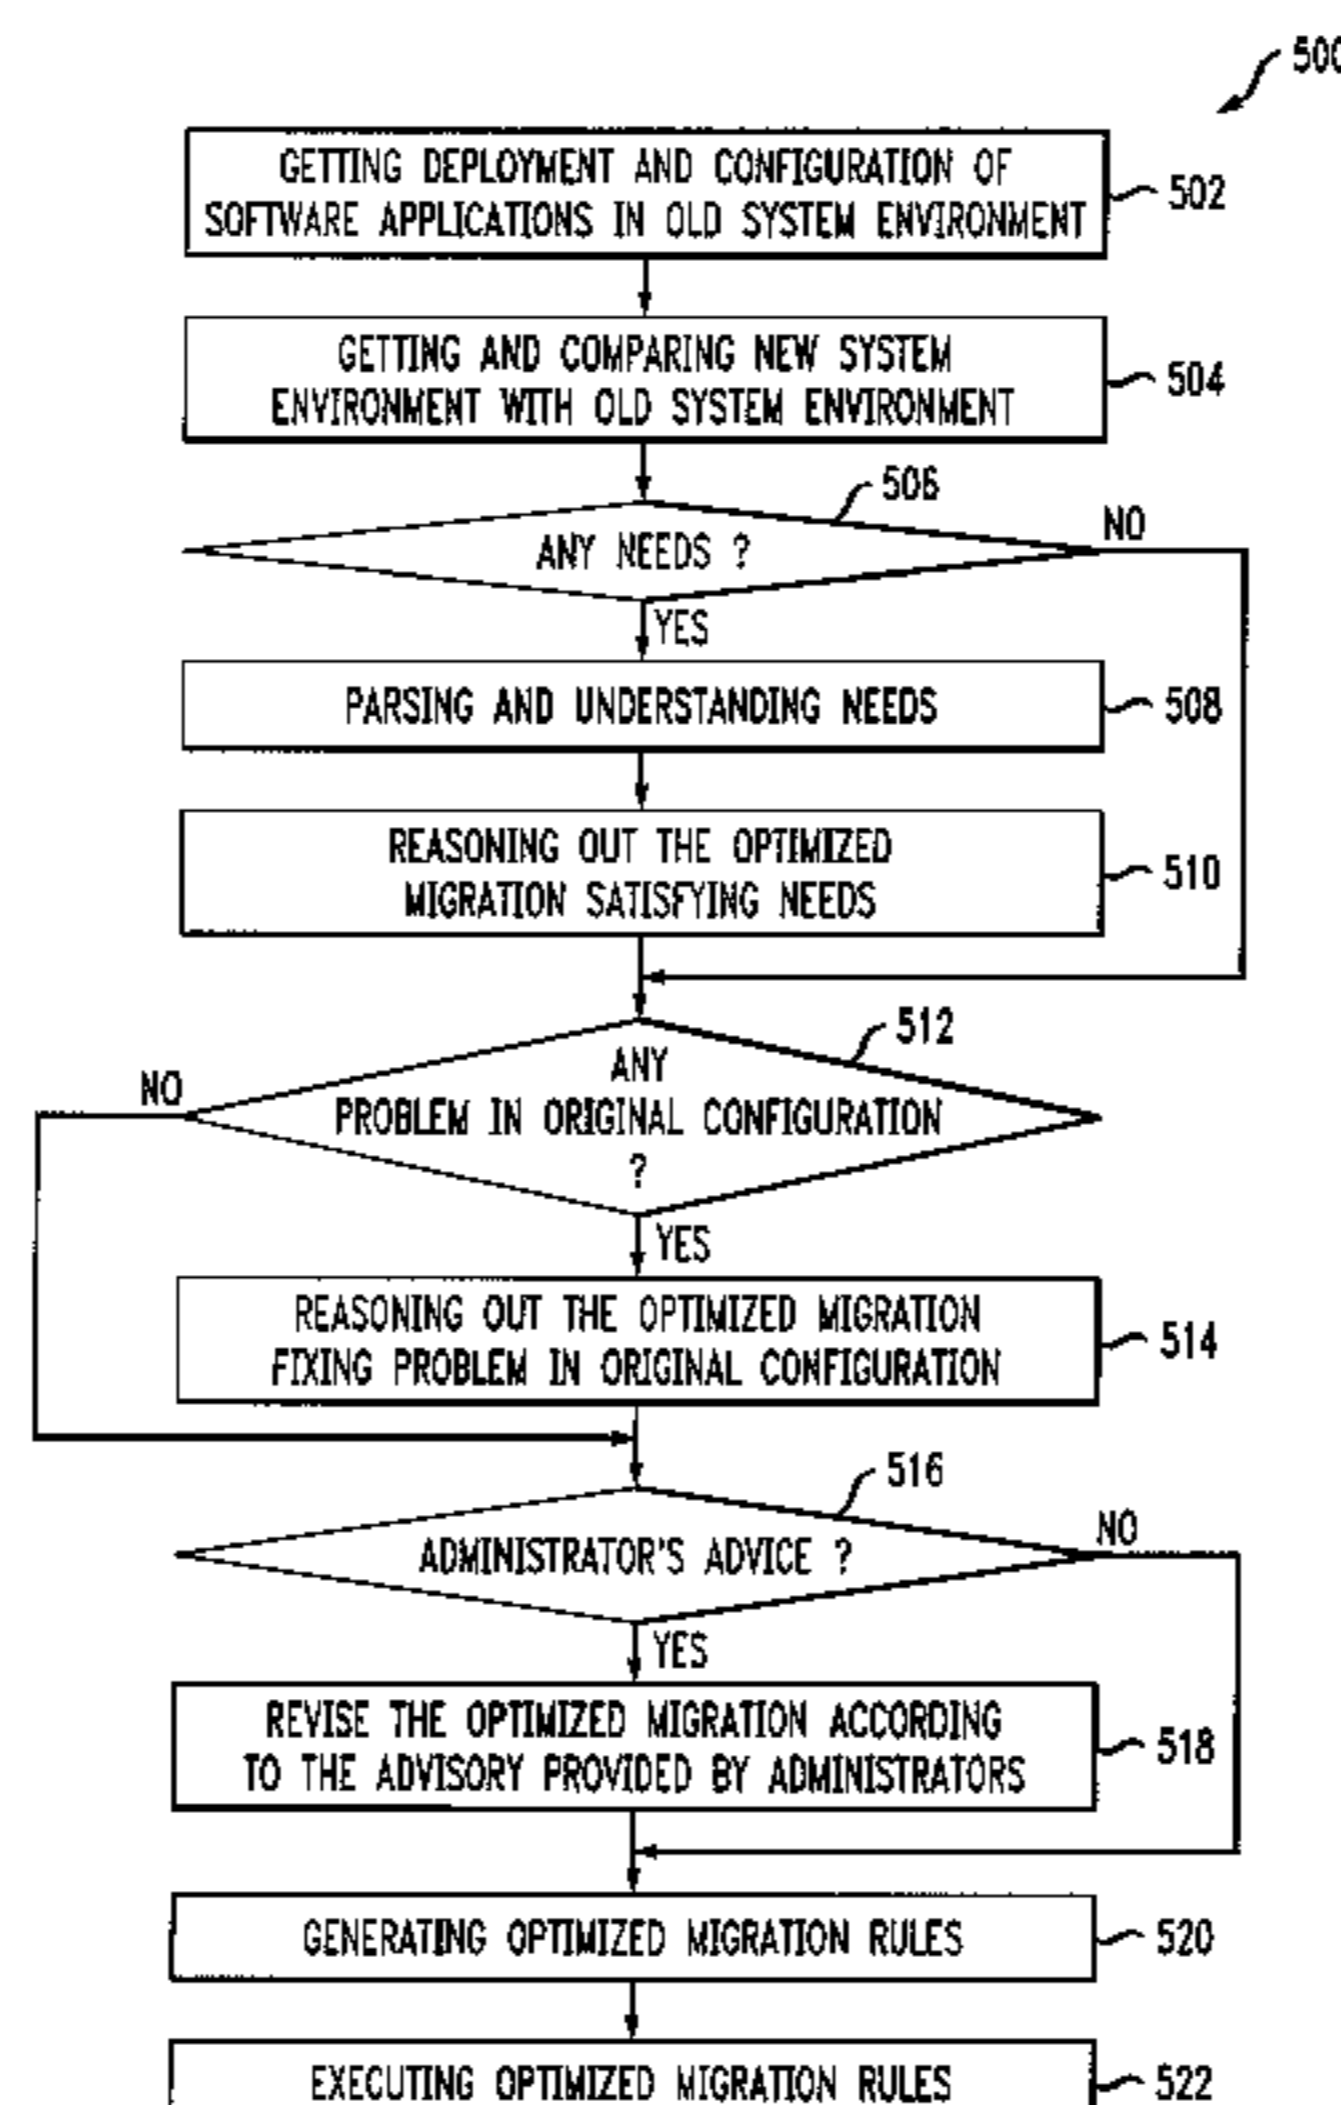 500
GETTING DEPLOYMENT AND CONFIGURATION OF
SOFTWARE APPLICATIONS IN OLD SYSTEM ENVIRONMENT
502
GETTING AND COMPARING NEW SYSTEM
ENVIRONMENT WITH OLD SYSTEM ENVIRONMENT
504
506
ANY NEEDS ?
NO
YES
PARSING AND UNDERSTANDING NEEDS
508
REASONING OUT THE OPTIMIZED
MIGRATION SATISFYING NEEDS
510
512
ANY
PROBLEM IN ORIGINAL CONFIGURATION
?
NO
YES
REASONING OUT THE OPTIMIZED MIGRATION
FIXING PROBLEM IN ORIGINAL CONFIGURATION
514
516
ADMINISTRATOR'S ADVICE ?
NO
YES
REVISE THE OPTIMIZED MIGRATION ACCORDING
TO THE ADVISORY PROVIDED BY ADMINISTRATORS
518
GENERATING OPTIMIZED MIGRATION RULES
520
EXECUTING OPTIMIZED MIGRATION RULES
522